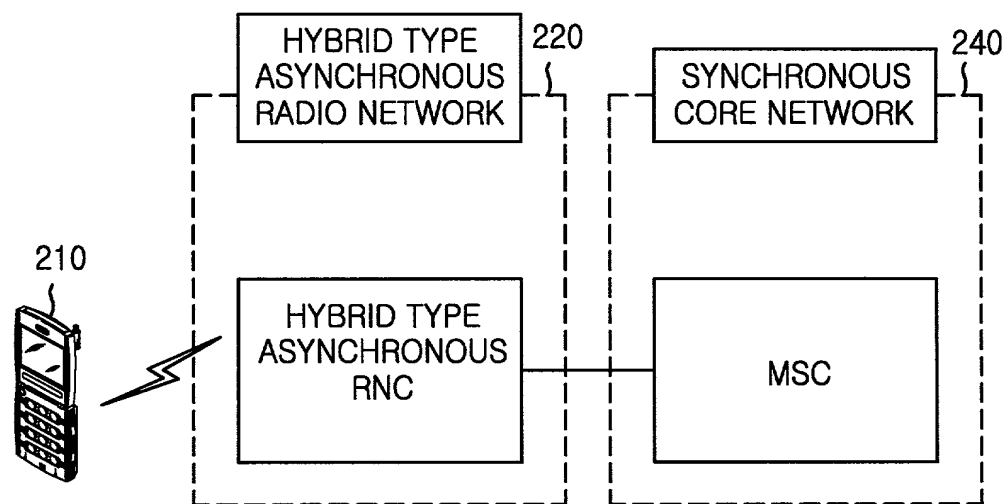 HYBRID TYPE
ASYNCHRONOUS
RADIO NETWORK
220
SYNCHRONOUS
CORE NETWORK
240
210
HYBRID TYPE
ASYNCHRONOUS
RNC
MSC